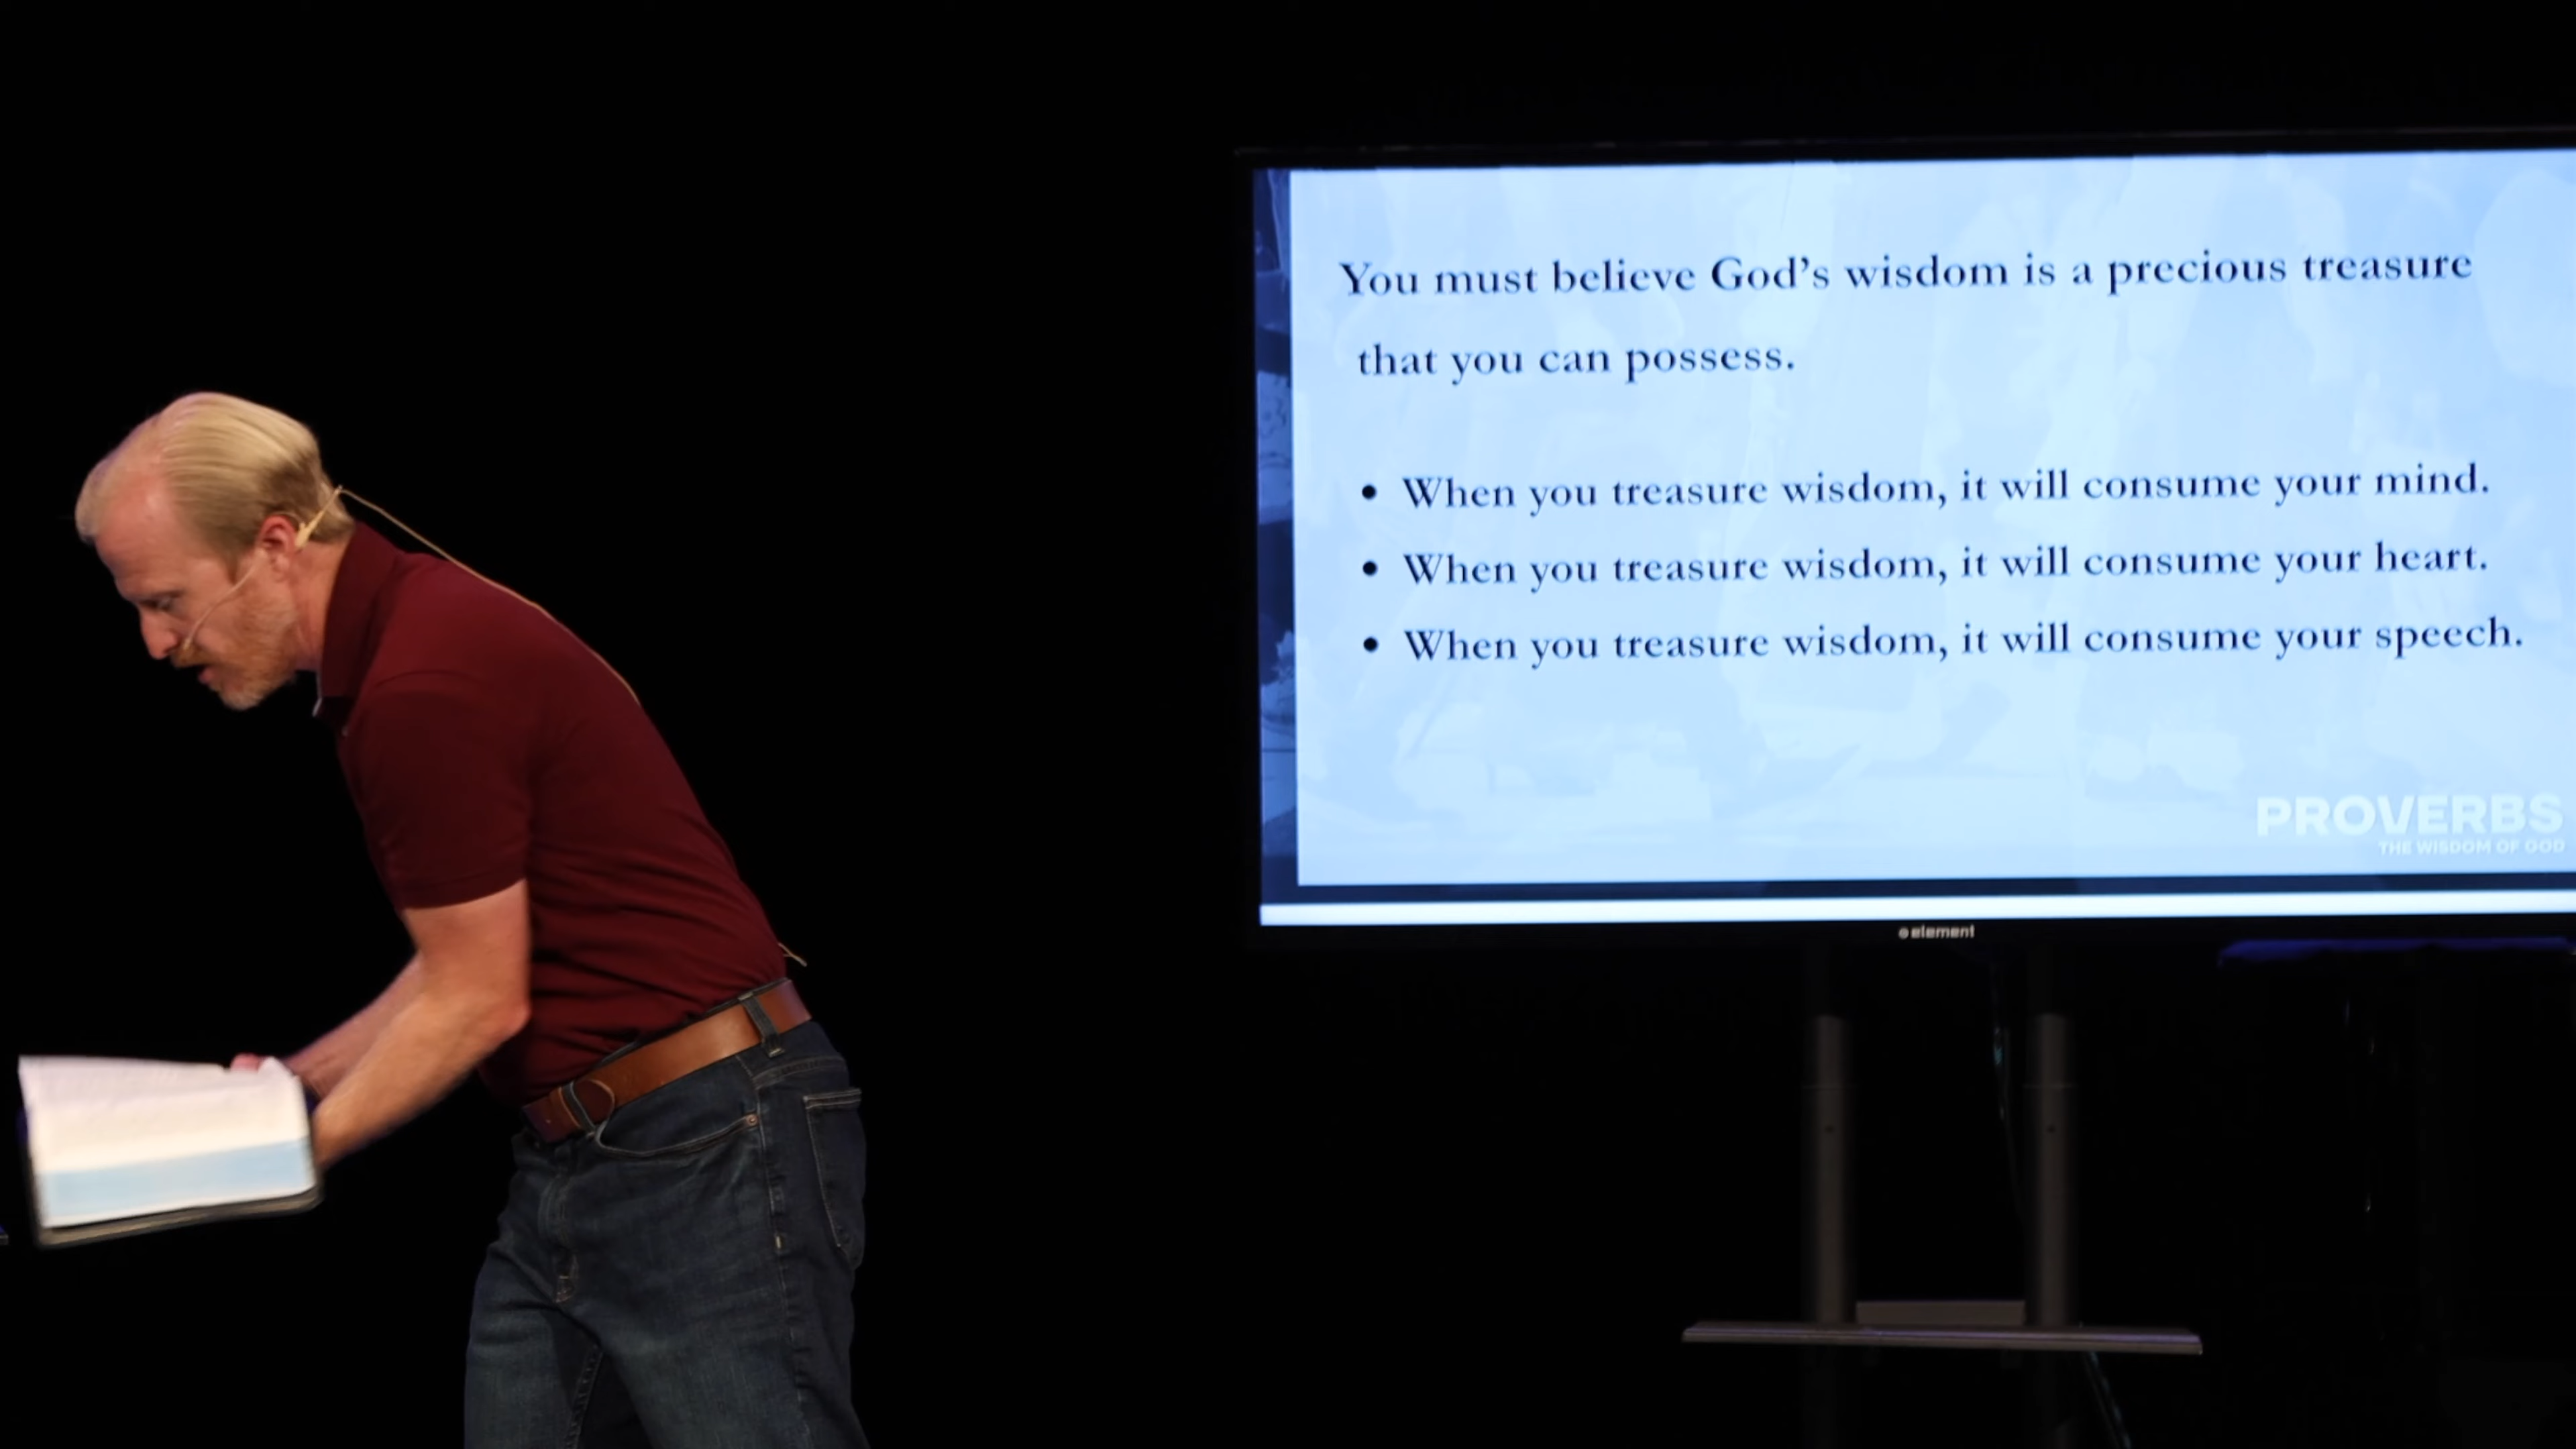 You must believe God's wisdom is a precious treasure
that you can possess.
• When you treasure wisdom, it will consume your mind.
• When you treasure wisdom, it will consume your heart.
• When you treasure wisdom, it will consume your speech.
PROVERBS
THE WISDOM OF GOD
element